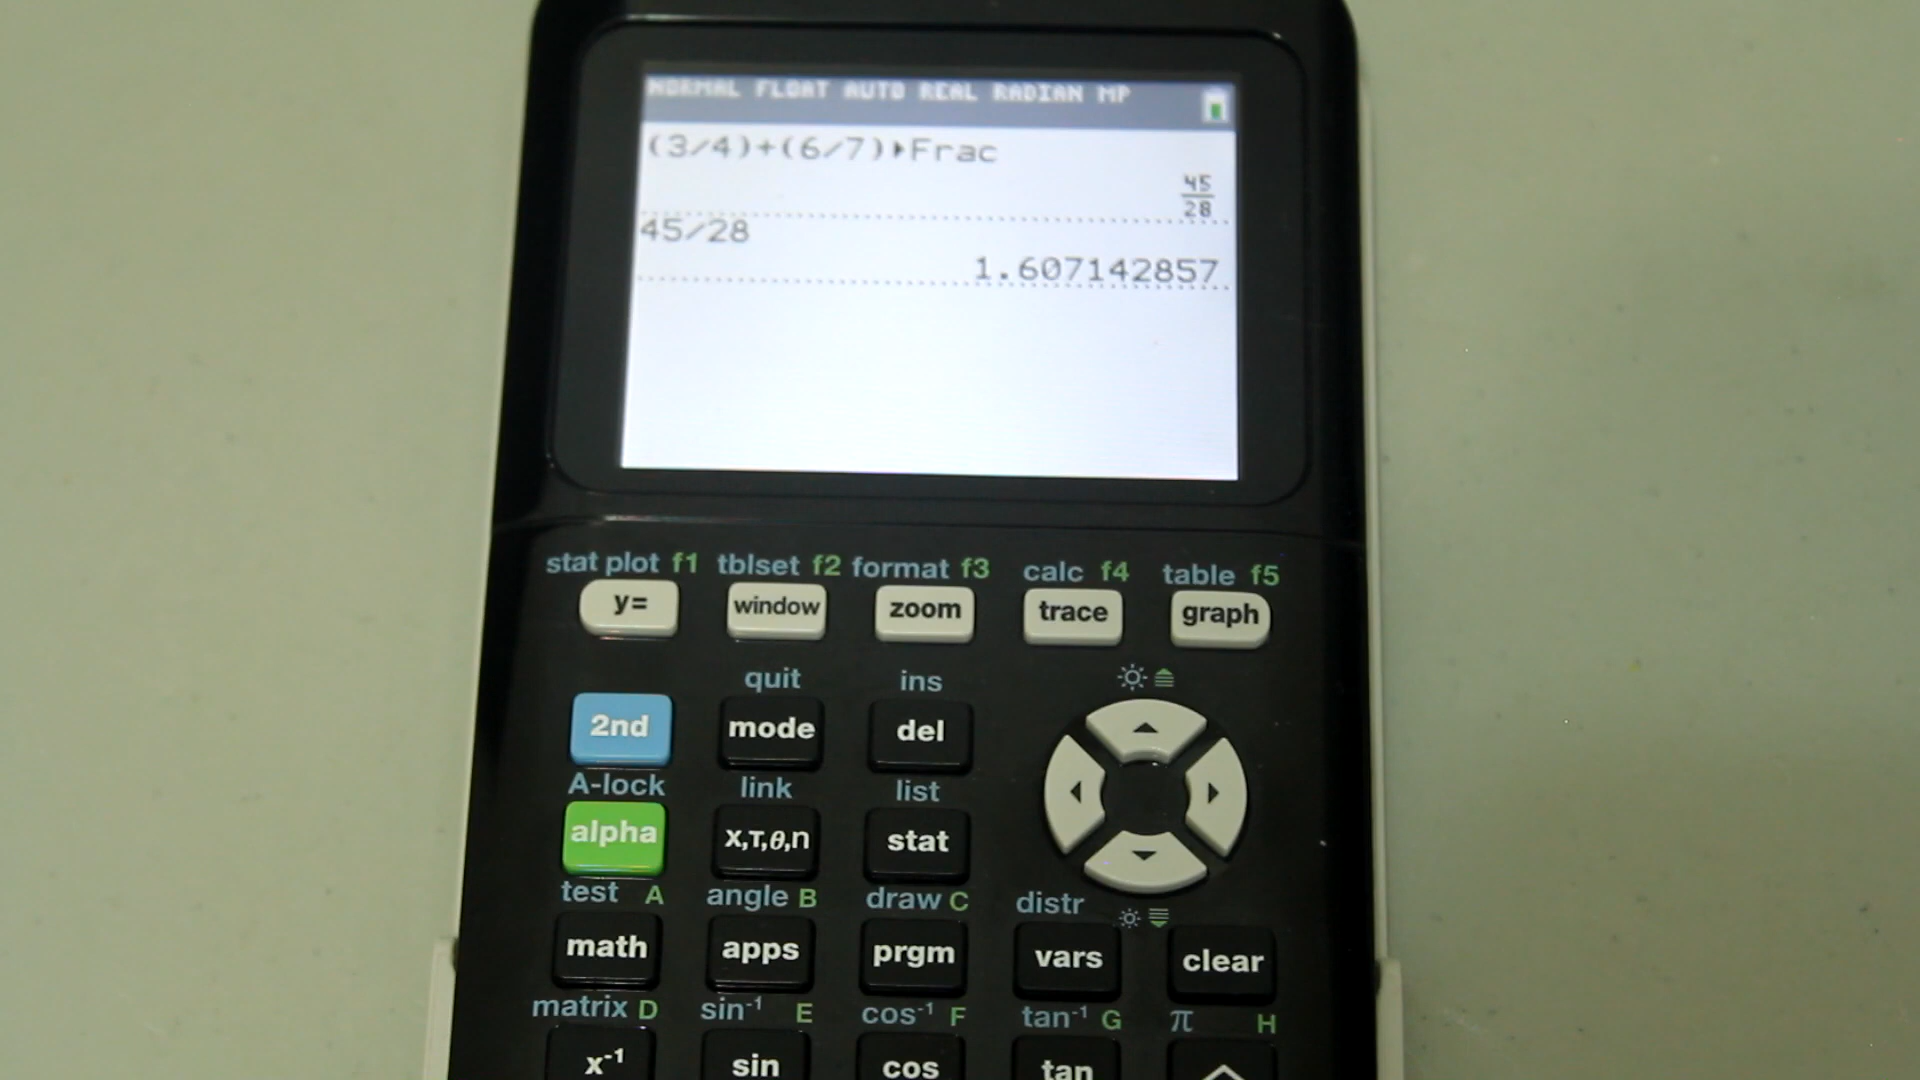 NORMAL FLOAT AUTO REAL RADIAN MP
(3/4)+(6/7)▸Frac
45
28
45/28
1.607142857
stat plot f1 tblset f2 format f3 calc f4 table f5
y= window zoom trace graph
quit ins
2nd mode del
A-lock link list
alpha X,T,θ,n stat
test A angle B draw C distr
math apps prgm vars clear
matrix D sin⁻¹ E cos⁻¹ F tan⁻¹ G π H
x⁻¹ sin cos tan ^